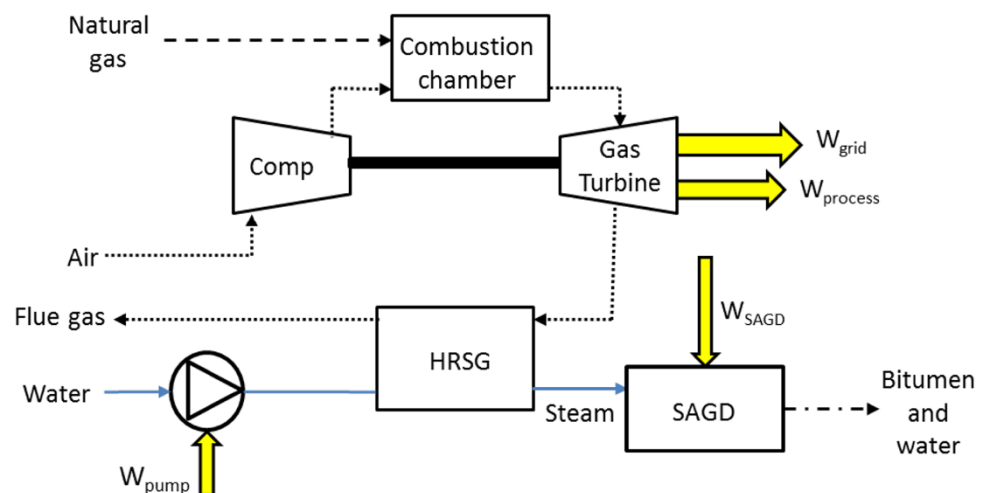 Natural
gas
Combustion
chamber
Comp
Gas
Turbine
Wgrid
Wprocess
Air
Flue gas
HRSG
WSAGD
Water
Steam
SAGD
Bitumen
and
water
Wpump